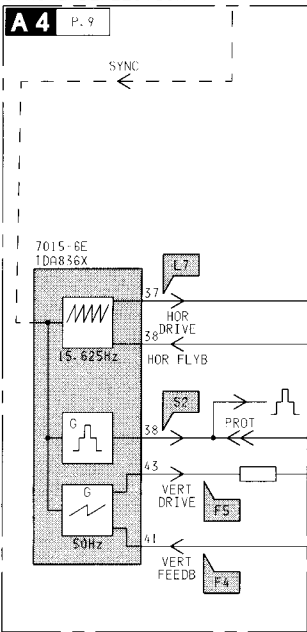 A 4 P. 9
SYNC
7015-6E
TDA836X
L7
37
HOR
DRIVE
38
HOR FLYB
15.625Hz
S2
G
38
PROT
43
G
VERT
DRIVE
F5
50Hz
41
VERT
FEEDB
F4